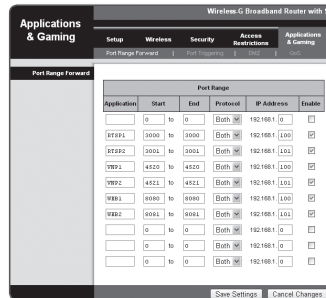 Wireless-G Broadband Router with S
Applications & Gaming
Setup Wireless Security Access Restrictions Applications & Gaming
Port Range Forward | Port Triggering | DMZ | QoS
Port Range Forward
Port Range
Application Start End Protocol IP Address Enable
0 to 0 Both 192.168.1. 0
RTSP1 3000 to 3000 Both 192.168.1. 100
RTSP2 3001 to 3001 Both 192.168.1. 101
VNP1 4520 to 4520 Both 192.168.1. 100
VNP2 4521 to 4521 Both 192.168.1. 101
WEB1 8080 to 8080 Both 192.168.1. 100
WEB2 8081 to 8081 Both 192.168.1. 101
0 to 0 Both 192.168.1. 0
0 to 0 Both 192.168.1. 0
0 to 0 Both 192.168.1. 0
Save Settings Cancel Changes